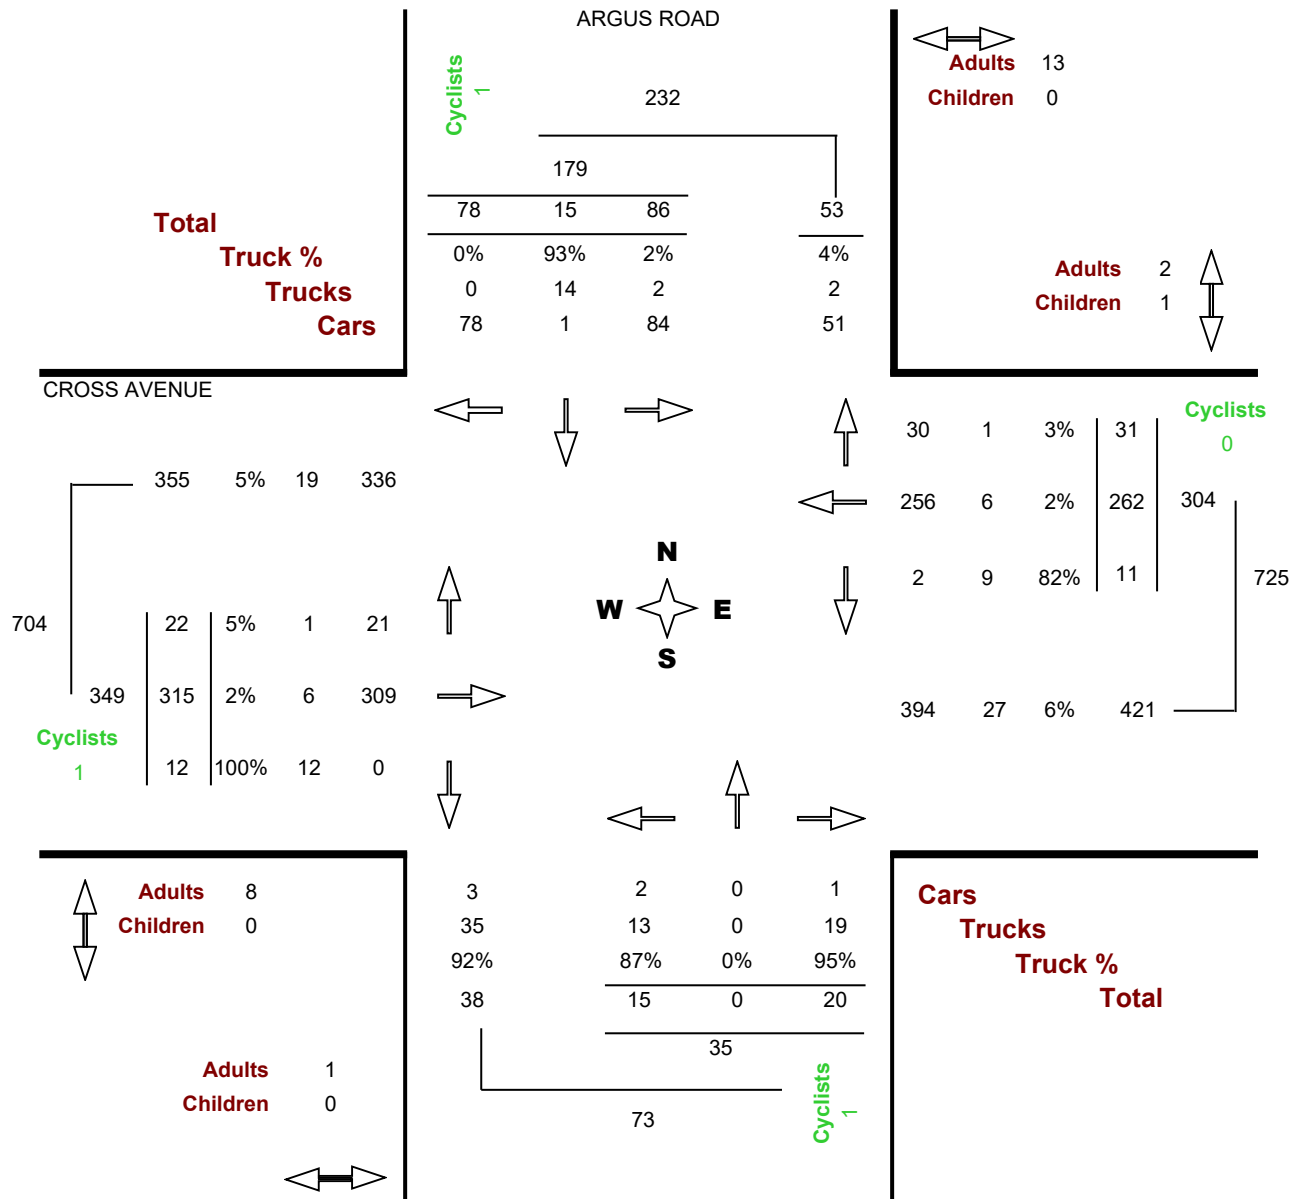 ARGUS ROAD
Cyclists
1
232
Adults 13
Children 0
179
78 15 86 53
Total
0% 93% 2% 4%
Truck %
0 14 2 2
Trucks
78 1 84 51
Cars
Adults 2
Children 1
CROSS AVENUE
Cyclists
0
30 1 3% 31
355 5% 19 336
256 6 2% 262 304
N
W E
S
2 9 82% 11 725
704 22 5% 1 21
349 315 2% 6 309
394 27 6% 421
Cyclists
1
12 100% 12 0
Adults 8
Children 0
3 2 0 1
35 13 0 19
92% 87% 0% 95%
38 15 0 20
35
Cars
Trucks
Truck %
Total
Adults 1
Children 0
Cyclists
1
73